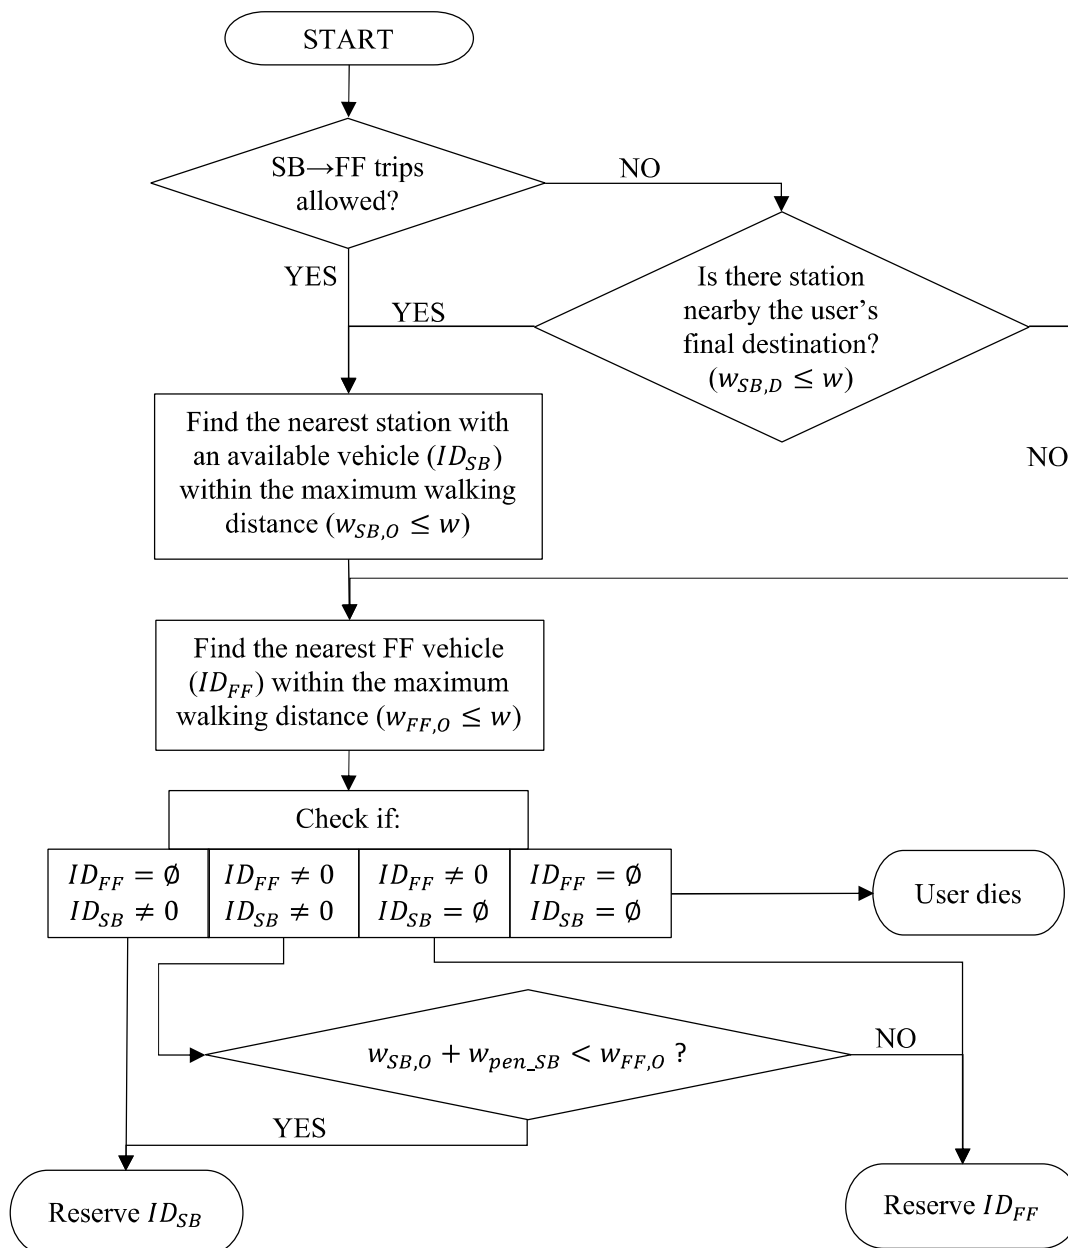 START
SB→FF trips
allowed?
NO
YES
Is there station
nearby the user’s
final destination?
(w_{SB,D} ≤ w)
YES
NO
Find the nearest station with
an available vehicle (ID_{SB})
within the maximum walking
distance (w_{SB,O} ≤ w)
Find the nearest FF vehicle
(ID_{FF}) within the maximum
walking distance (w_{FF,O} ≤ w)
Check if:
ID_{FF} = ∅
ID_{SB} ≠ 0
ID_{FF} ≠ 0
ID_{SB} ≠ 0
ID_{FF} ≠ 0
ID_{SB} = ∅
ID_{FF} = ∅
ID_{SB} = ∅
User dies
w_{SB,O} + w_{pen_SB} < w_{FF,O} ?
NO
YES
Reserve ID_{SB}
Reserve ID_{FF}